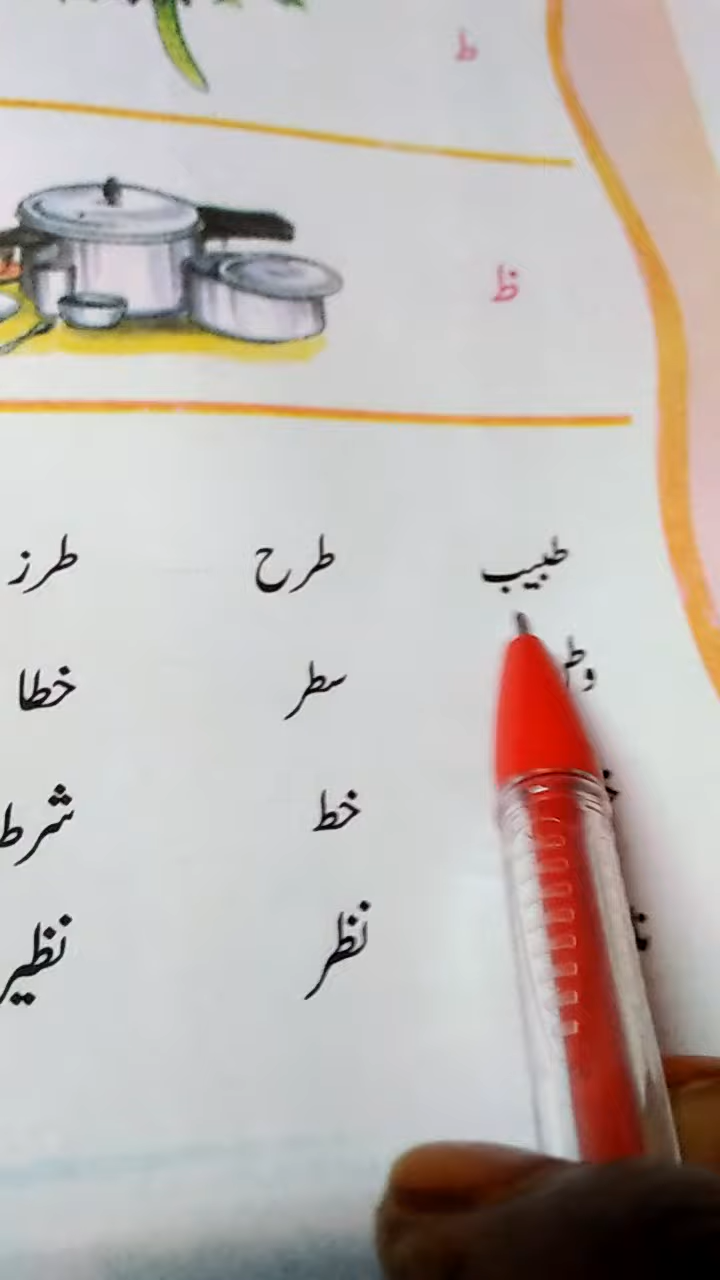 ط
ظ
طبیب طرح طرز
سطر خطا
خط شرط
نظر نظیر